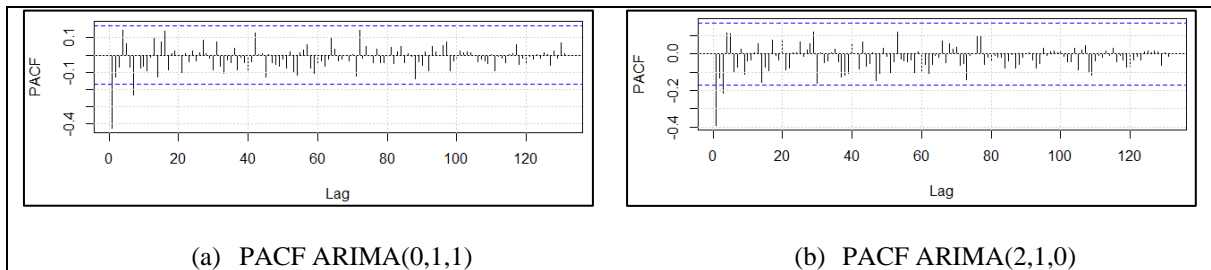 PACF
0.1
-0.1
-0.4
0 20 40 60 80 100 120
Lag
PACF
0.0
-0.2
-0.4
0 20 40 60 80 100 120
Lag
(a) PACF ARIMA(0,1,1)
(b) PACF ARIMA(2,1,0)